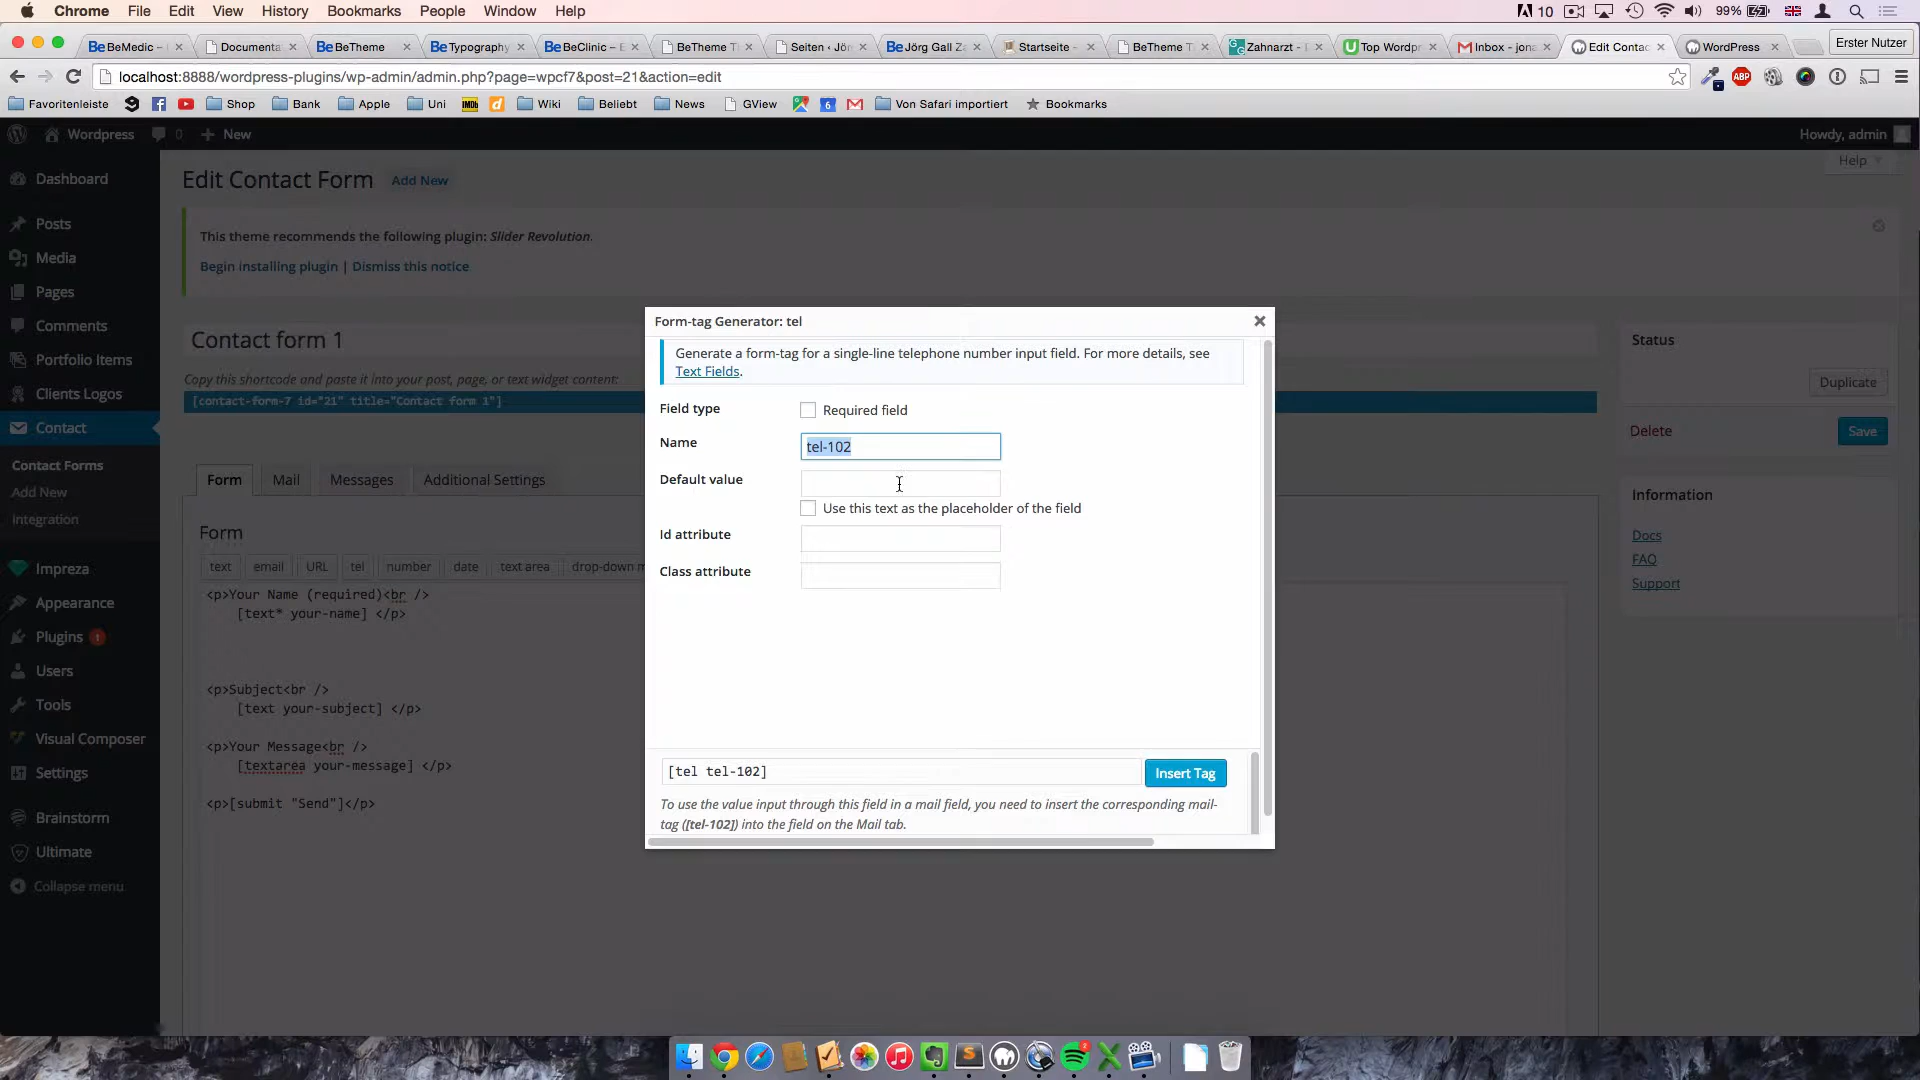 Chrome File Edit View History Bookmarks People Window Help 10 99%
BeMedic – Documenta BeTheme Typography BeClinic – E BeTheme T Seiten ‹ Jör Jörg Gall Za Startseite - BeTheme T Zahnarzt - Top Wordpr Inbox - jona Edit Contac WordPress Erster Nutzer
localhost:8888/wordpress-plugins/wp-admin/admin.php?page=wpcf7&post=21&action=edit ABP
Favoritenleiste Shop Bank Apple Uni IMDb d Wiki Beliebt News GView 6 Von Safari importiert Bookmarks
Wordpress 0 New Howdy, admin
Help
Dashboard
Posts
Media
Pages
Comments
Portfolio Items
Clients Logos
Contact
Contact Forms
Add New
Integration
Impreza
Appearance
Plugins 1
Users
Tools
Visual Composer
Settings
Brainstorm
Ultimate
Collapse menu
Edit Contact Form Add New
This theme recommends the following plugin: Slider Revolution.
Begin installing plugin | Dismiss this notice
Contact form 1
Copy this shortcode and paste it into your post, page, or text widget content:
[contact-form-7 id="21" title="Contact form 1"]
Form Mail Messages Additional Settings
Form
text email URL tel number date text area drop-down m
<p>Your Name (required)<br />
[text* your-name] </p>
<p>Subject<br />
[text your-subject] </p>
<p>Your Message<br />
[textarea your-message] </p>
<p>[submit "Send"]</p>
Form-tag Generator: tel
Generate a form-tag for a single-line telephone number input field. For more details, see
Text Fields.
Field type Required field
Name tel-102
Default value
Use this text as the placeholder of the field
Id attribute
Class attribute
[tel tel-102] Insert Tag
To use the value input through this field in a mail field, you need to insert the corresponding mail-
tag ([tel-102]) into the field on the Mail tab.
Status
Duplicate
Delete Save
Information
Docs
FAQ
Support
2